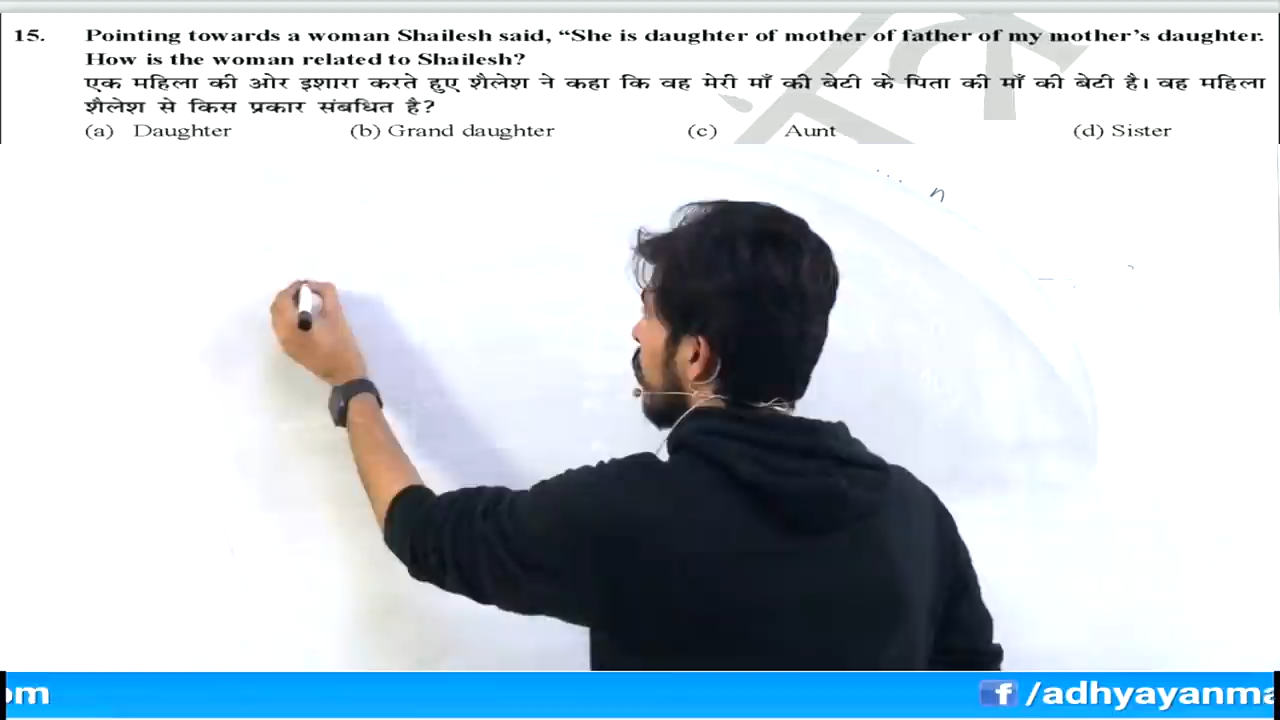 15. Pointing towards a woman Shailesh said, “She is daughter of mother of father of my mother’s daughter.
How is the woman related to Shailesh?
एक महिला की ओर इशारा करते हुए शैलेश ने कहा कि वह मेरी माँ की बेटी के पिता की माँ की बेटी है। वह महिला
शैलेश से किस प्रकार संबधित है?
(a) Daughter (b) Grand daughter (c) Aunt (d) Sister
... n
om f /adhyayanma